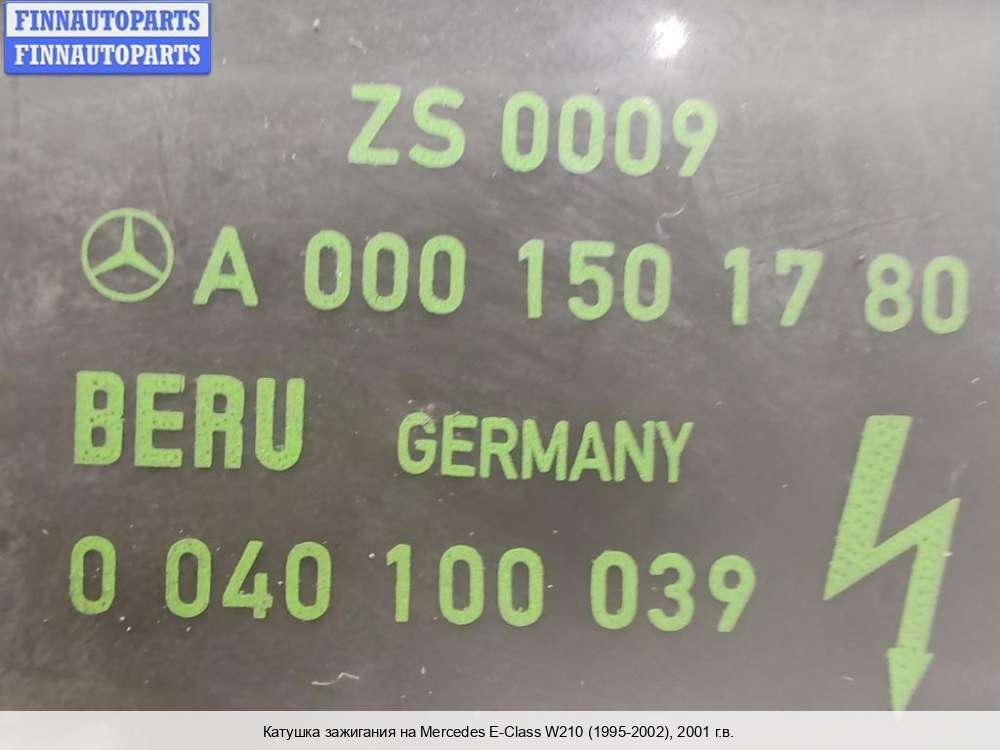 FINNAUTOPARTS
FINNAUTOPARTS
ZS 0009
A 000 150 17 80
BERU GERMANY
0 040 100 039
Катушка зажигания на Mercedes E-Class W210 (1995-2002), 2001 г.в.